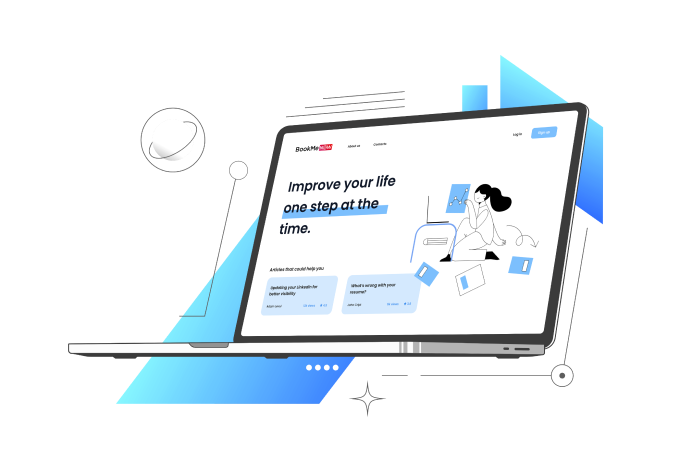 BookMe NOW
About us
Contacts
Log In
Sign up
Improve your life
one step at the
time.
Articles that could help you
Updating your LinkedIn for
better visibility
What's wrong with your
resume?